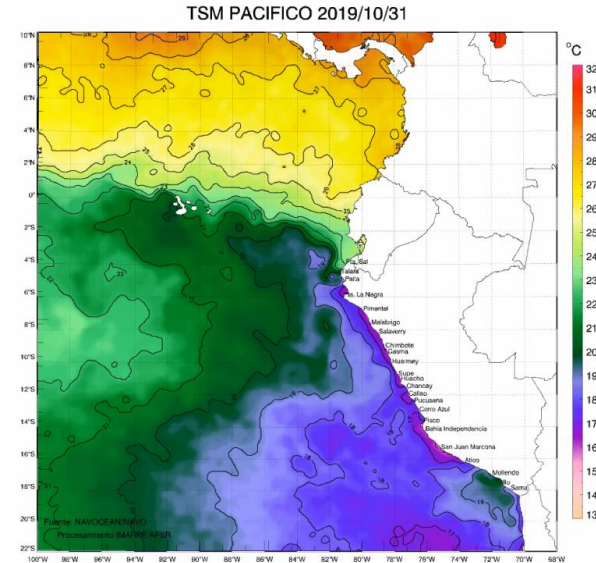 TSM PACIFICO 2019/10/31
°C
32
31
30
29
28
27
26
25
24
23
22
21
20
19
18
17
16
15
14
13
10°N
8°N
6°N
4°N
2°N
0°
2°S
4°S
6°S
8°S
10°S
12°S
14°S
16°S
18°S
20°S
22°S
Pta. Sal
Talara
Paita
Pta. La Negra
Pimentel
Malabrigo
Salaverry
Chimbote
Casma
Huarmey
Supe
Huacho
Chancay
Callao
Pucusana
Cerro Azul
Pisco
Bahía Independencia
San Juan Marcona
Atico
Mollendo
Ilo
Sama
Fuente: NAVOCEAN/NAVO
Procesamiento IMARPE/AFSR
100°W
98°W
96°W
94°W
92°W
90°W
88°W
86°W
84°W
82°W
80°W
78°W
76°W
74°W
72°W
70°W
68°W